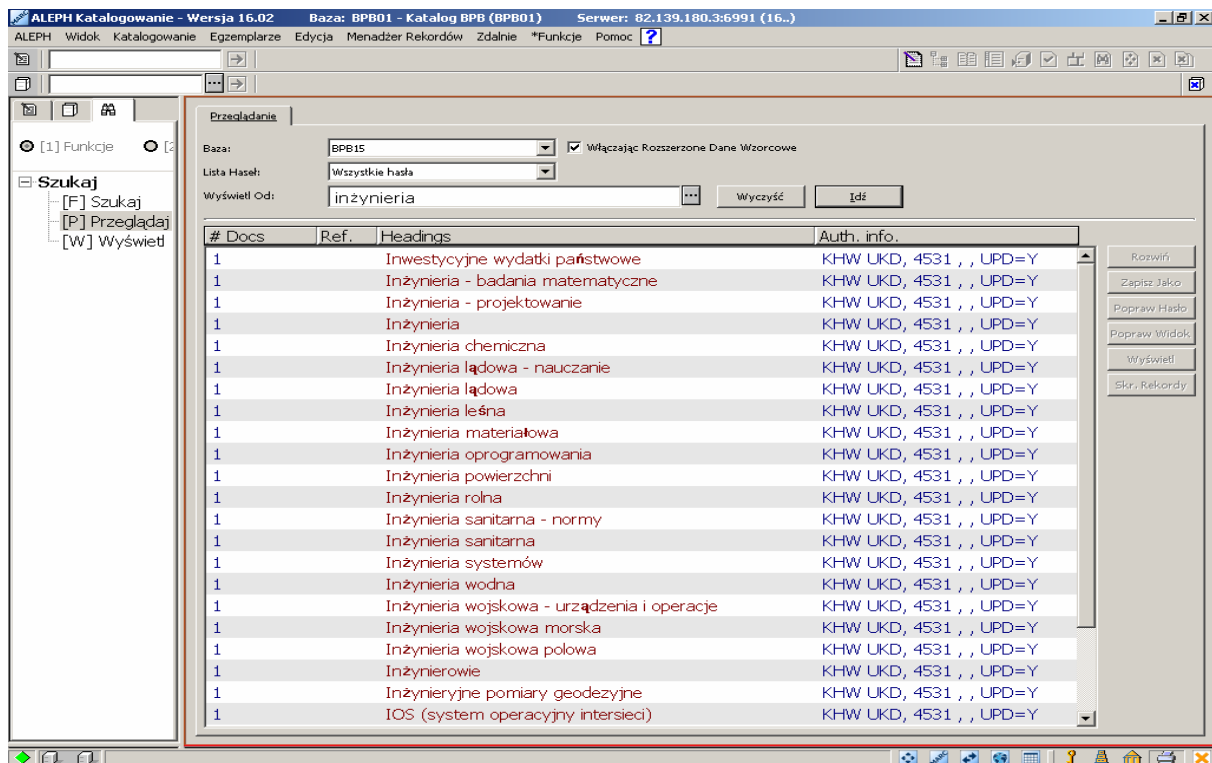 ALEPH Katalogowanie - Wersja 16.02 Baza: BPB01 - Katalog BPB (BPB01) Serwer: 82.139.180.3:6991 (16..)
ALEPH Widok Katalogowanie Egzemplarze Edycja Menadżer Rekordów Zdalnie *Funkcje Pomoc ?
Przeglądanie
[1] Funkcje [2
Baza: BPB15 Włączając Rozszerzone Dane Wzorcowe
Lista Haseł: Wszystkie hasła
Szukaj
Wyświetl Od: inżynieria Wyczyść Idź
[F] Szukaj
[P] Przeglądaj
[W] Wyświetl
# Docs Ref. Headings Auth. info.
1 Inwestycyjne wydatki państwowe KHW UKD, 4531 , , UPD=Y
1 Inżynieria - badania matematyczne KHW UKD, 4531 , , UPD=Y
1 Inżynieria - projektowanie KHW UKD, 4531 , , UPD=Y
1 Inżynieria KHW UKD, 4531 , , UPD=Y
1 Inżynieria chemiczna KHW UKD, 4531 , , UPD=Y
1 Inżynieria lądowa - nauczanie KHW UKD, 4531 , , UPD=Y
1 Inżynieria lądowa KHW UKD, 4531 , , UPD=Y
1 Inżynieria leśna KHW UKD, 4531 , , UPD=Y
1 Inżynieria materiałowa KHW UKD, 4531 , , UPD=Y
1 Inżynieria oprogramowania KHW UKD, 4531 , , UPD=Y
1 Inżynieria powierzchni KHW UKD, 4531 , , UPD=Y
1 Inżynieria rolna KHW UKD, 4531 , , UPD=Y
1 Inżynieria sanitarna - normy KHW UKD, 4531 , , UPD=Y
1 Inżynieria sanitarna KHW UKD, 4531 , , UPD=Y
1 Inżynieria systemów KHW UKD, 4531 , , UPD=Y
1 Inżynieria wodna KHW UKD, 4531 , , UPD=Y
1 Inżynieria wojskowa - urządzenia i operacje KHW UKD, 4531 , , UPD=Y
1 Inżynieria wojskowa morska KHW UKD, 4531 , , UPD=Y
1 Inżynieria wojskowa polowa KHW UKD, 4531 , , UPD=Y
1 Inżynierowie KHW UKD, 4531 , , UPD=Y
1 Inżynieryjne pomiary geodezyjne KHW UKD, 4531 , , UPD=Y
1 IOS (system operacyjny intersieci) KHW UKD, 4531 , , UPD=Y
Rozwiń
Zapisz Jako
Popraw Hasło
Popraw Widok
Wyświetl
Skr. Rekordy